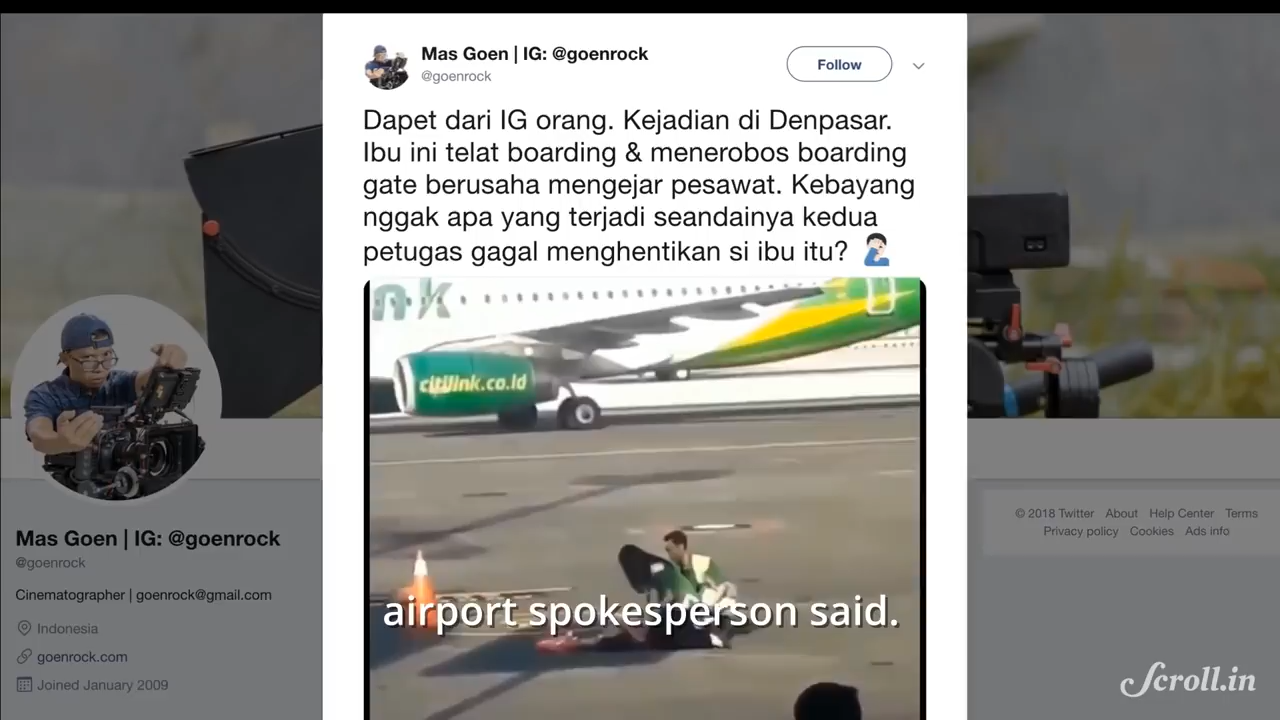 Mas Goen | IG: @goenrock
@goenrock
Follow
Dapet dari IG orang. Kejadian di Denpasar.
Ibu ini telat boarding & menerobos boarding
gate berusaha mengejar pesawat. Kebayang
nggak apa yang terjadi seandainya kedua
petugas gagal menghentikan si ibu itu?
nk
citilink.co.id
airport spokesperson said.
Mas Goen | IG: @goenrock
@goenrock
Cinematographer | goenrock@gmail.com
Indonesia
goenrock.com
Joined January 2009
© 2018 Twitter About Help Center Terms
Privacy policy Cookies Ads info
Scroll.in